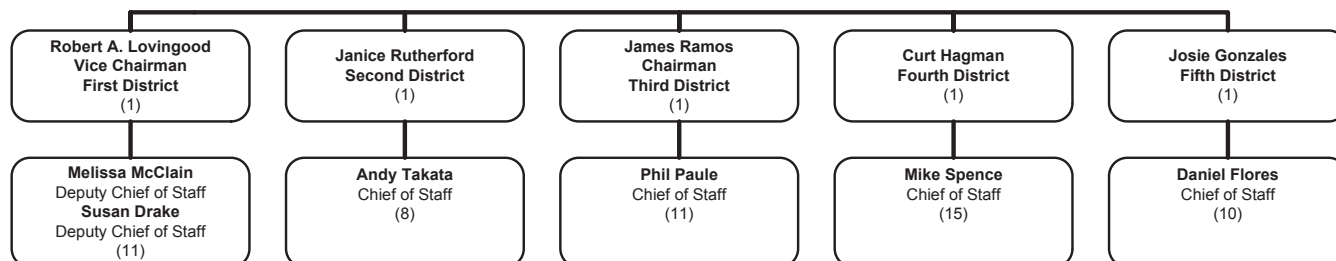 Robert A. Lovingood
Vice Chairman
First District
(1)
Janice Rutherford
Second District
(1)
James Ramos
Chairman
Third District
(1)
Curt Hagman
Fourth District
(1)
Josie Gonzales
Fifth District
(1)
Melissa McClain
Deputy Chief of Staff
Susan Drake
Deputy Chief of Staff
(11)
Andy Takata
Chief of Staff
(8)
Phil Paule
Chief of Staff
(11)
Mike Spence
Chief of Staff
(15)
Daniel Flores
Chief of Staff
(10)